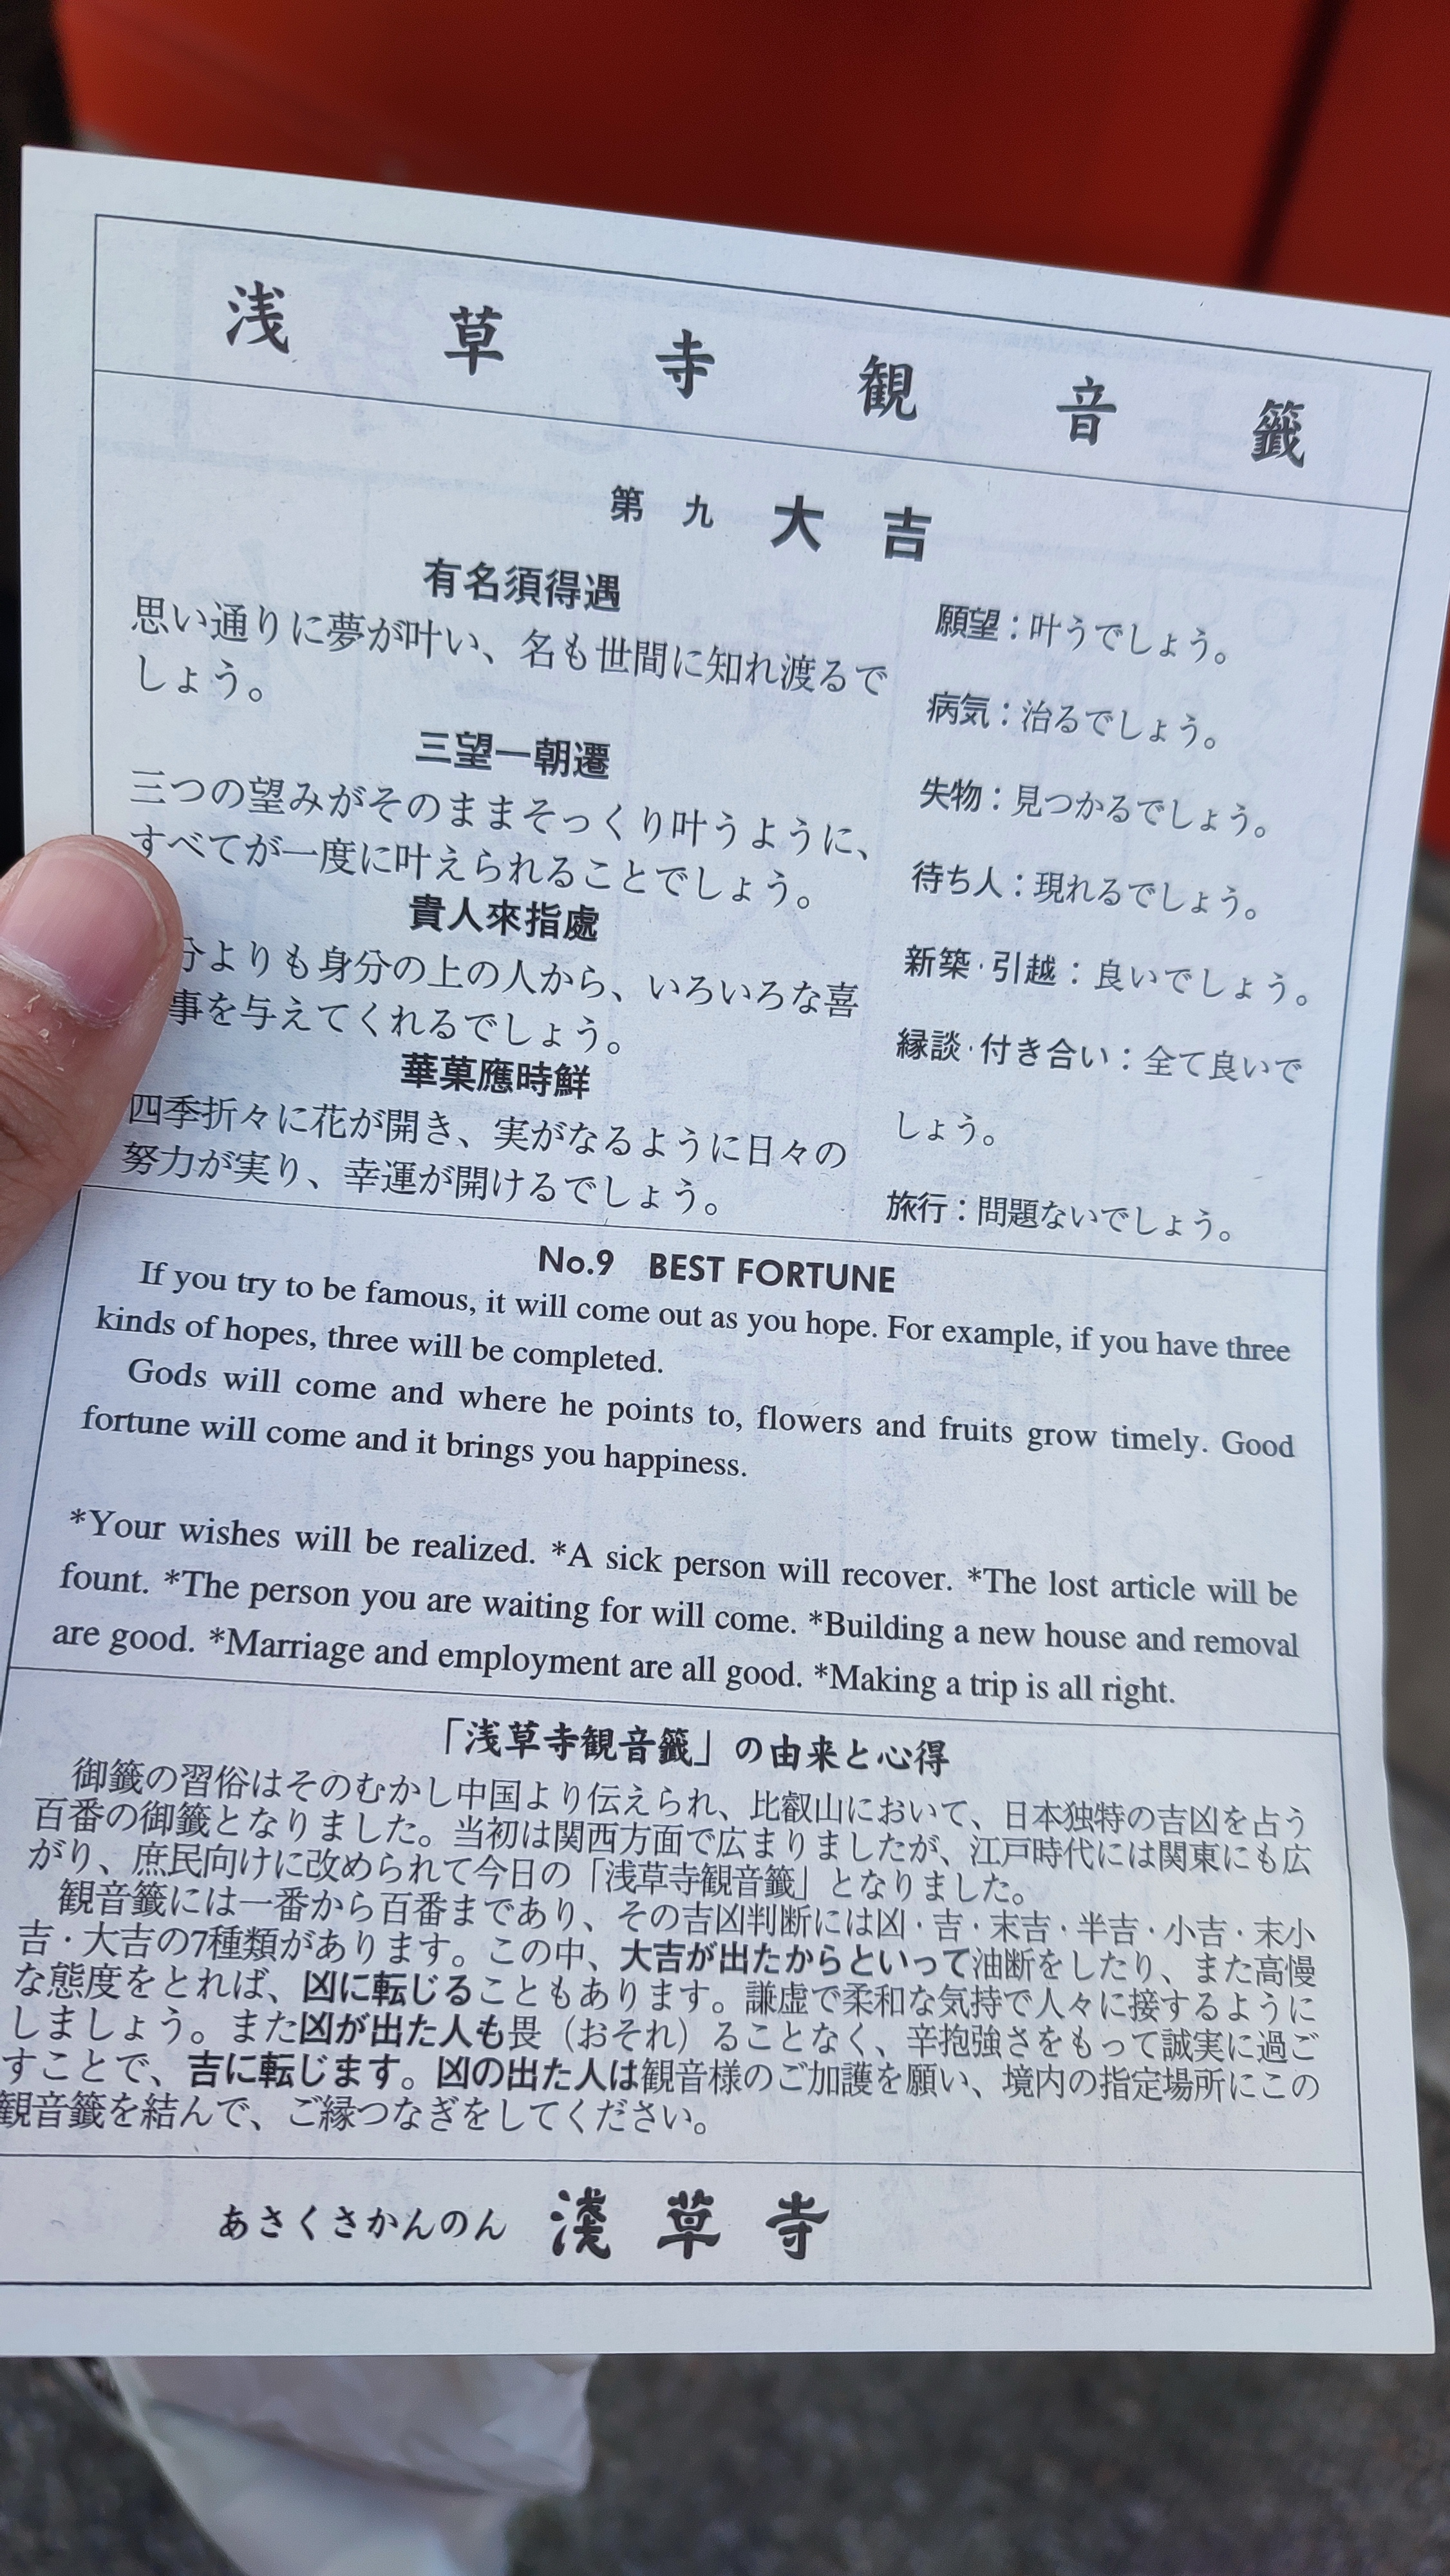 浅草寺観音籤
第九 大吉
有名須得遇
思い通りに夢が叶い、名も世間に知れ渡るで
しょう。
三望一朝遷
三つの望みがそのままそっくり叶うように、
すべてが一度に叶えられることでしょう。
貴人來指處
分よりも身分の上の人から、いろいろな喜
事を与えてくれるでしょう。
華菓應時鮮
四季折々に花が開き、実がなるように日々の
努力が実り、幸運が開けるでしょう。
願望：叶うでしょう。
病気：治るでしょう。
失物：見つかるでしょう。
待ち人：現れるでしょう。
新築·引越：良いでしょう。
縁談·付き合い：全て良いで
しょう。
旅行：問題ないでしょう。
No.9 BEST FORTUNE
If you try to be famous, it will come out as you hope. For example, if you have three
kinds of hopes, three will be completed.
Gods will come and where he points to, flowers and fruits grow timely. Good
fortune will come and it brings you happiness.
*Your wishes will be realized. *A sick person will recover. *The lost article will be
fount. *The person you are waiting for will come. *Building a new house and removal
are good. *Marriage and employment are all good. *Making a trip is all right.
「浅草寺観音籤」の由来と心得
御籤の習俗はそのむかし中国より伝えられ、比叡山において、日本独特の吉凶を占う
百番の御籤となりました。当初は関西方面で広まりましたが、江戸時代には関東にも広
がり、庶民向けに改められて今日の「浅草寺観音籤」となりました。
観音籤には一番から百番まであり、その吉凶判断には凶·吉·末吉·半吉·小吉·末小
吉·大吉の7種類があります。この中、大吉が出たからといって油断をしたり、また高慢
な態度をとれば、凶に転じることもあります。謙虚で柔和な気持で人々に接するように
しましょう。また凶が出た人も畏（おそれ）ることなく、辛抱強さをもって誠実に過ご
すことで、吉に転じます。凶の出た人は観音様のご加護を願い、境内の指定場所にこの
観音籤を結んで、ご縁つなぎをしてください。
あさくさかんのん 淺草寺